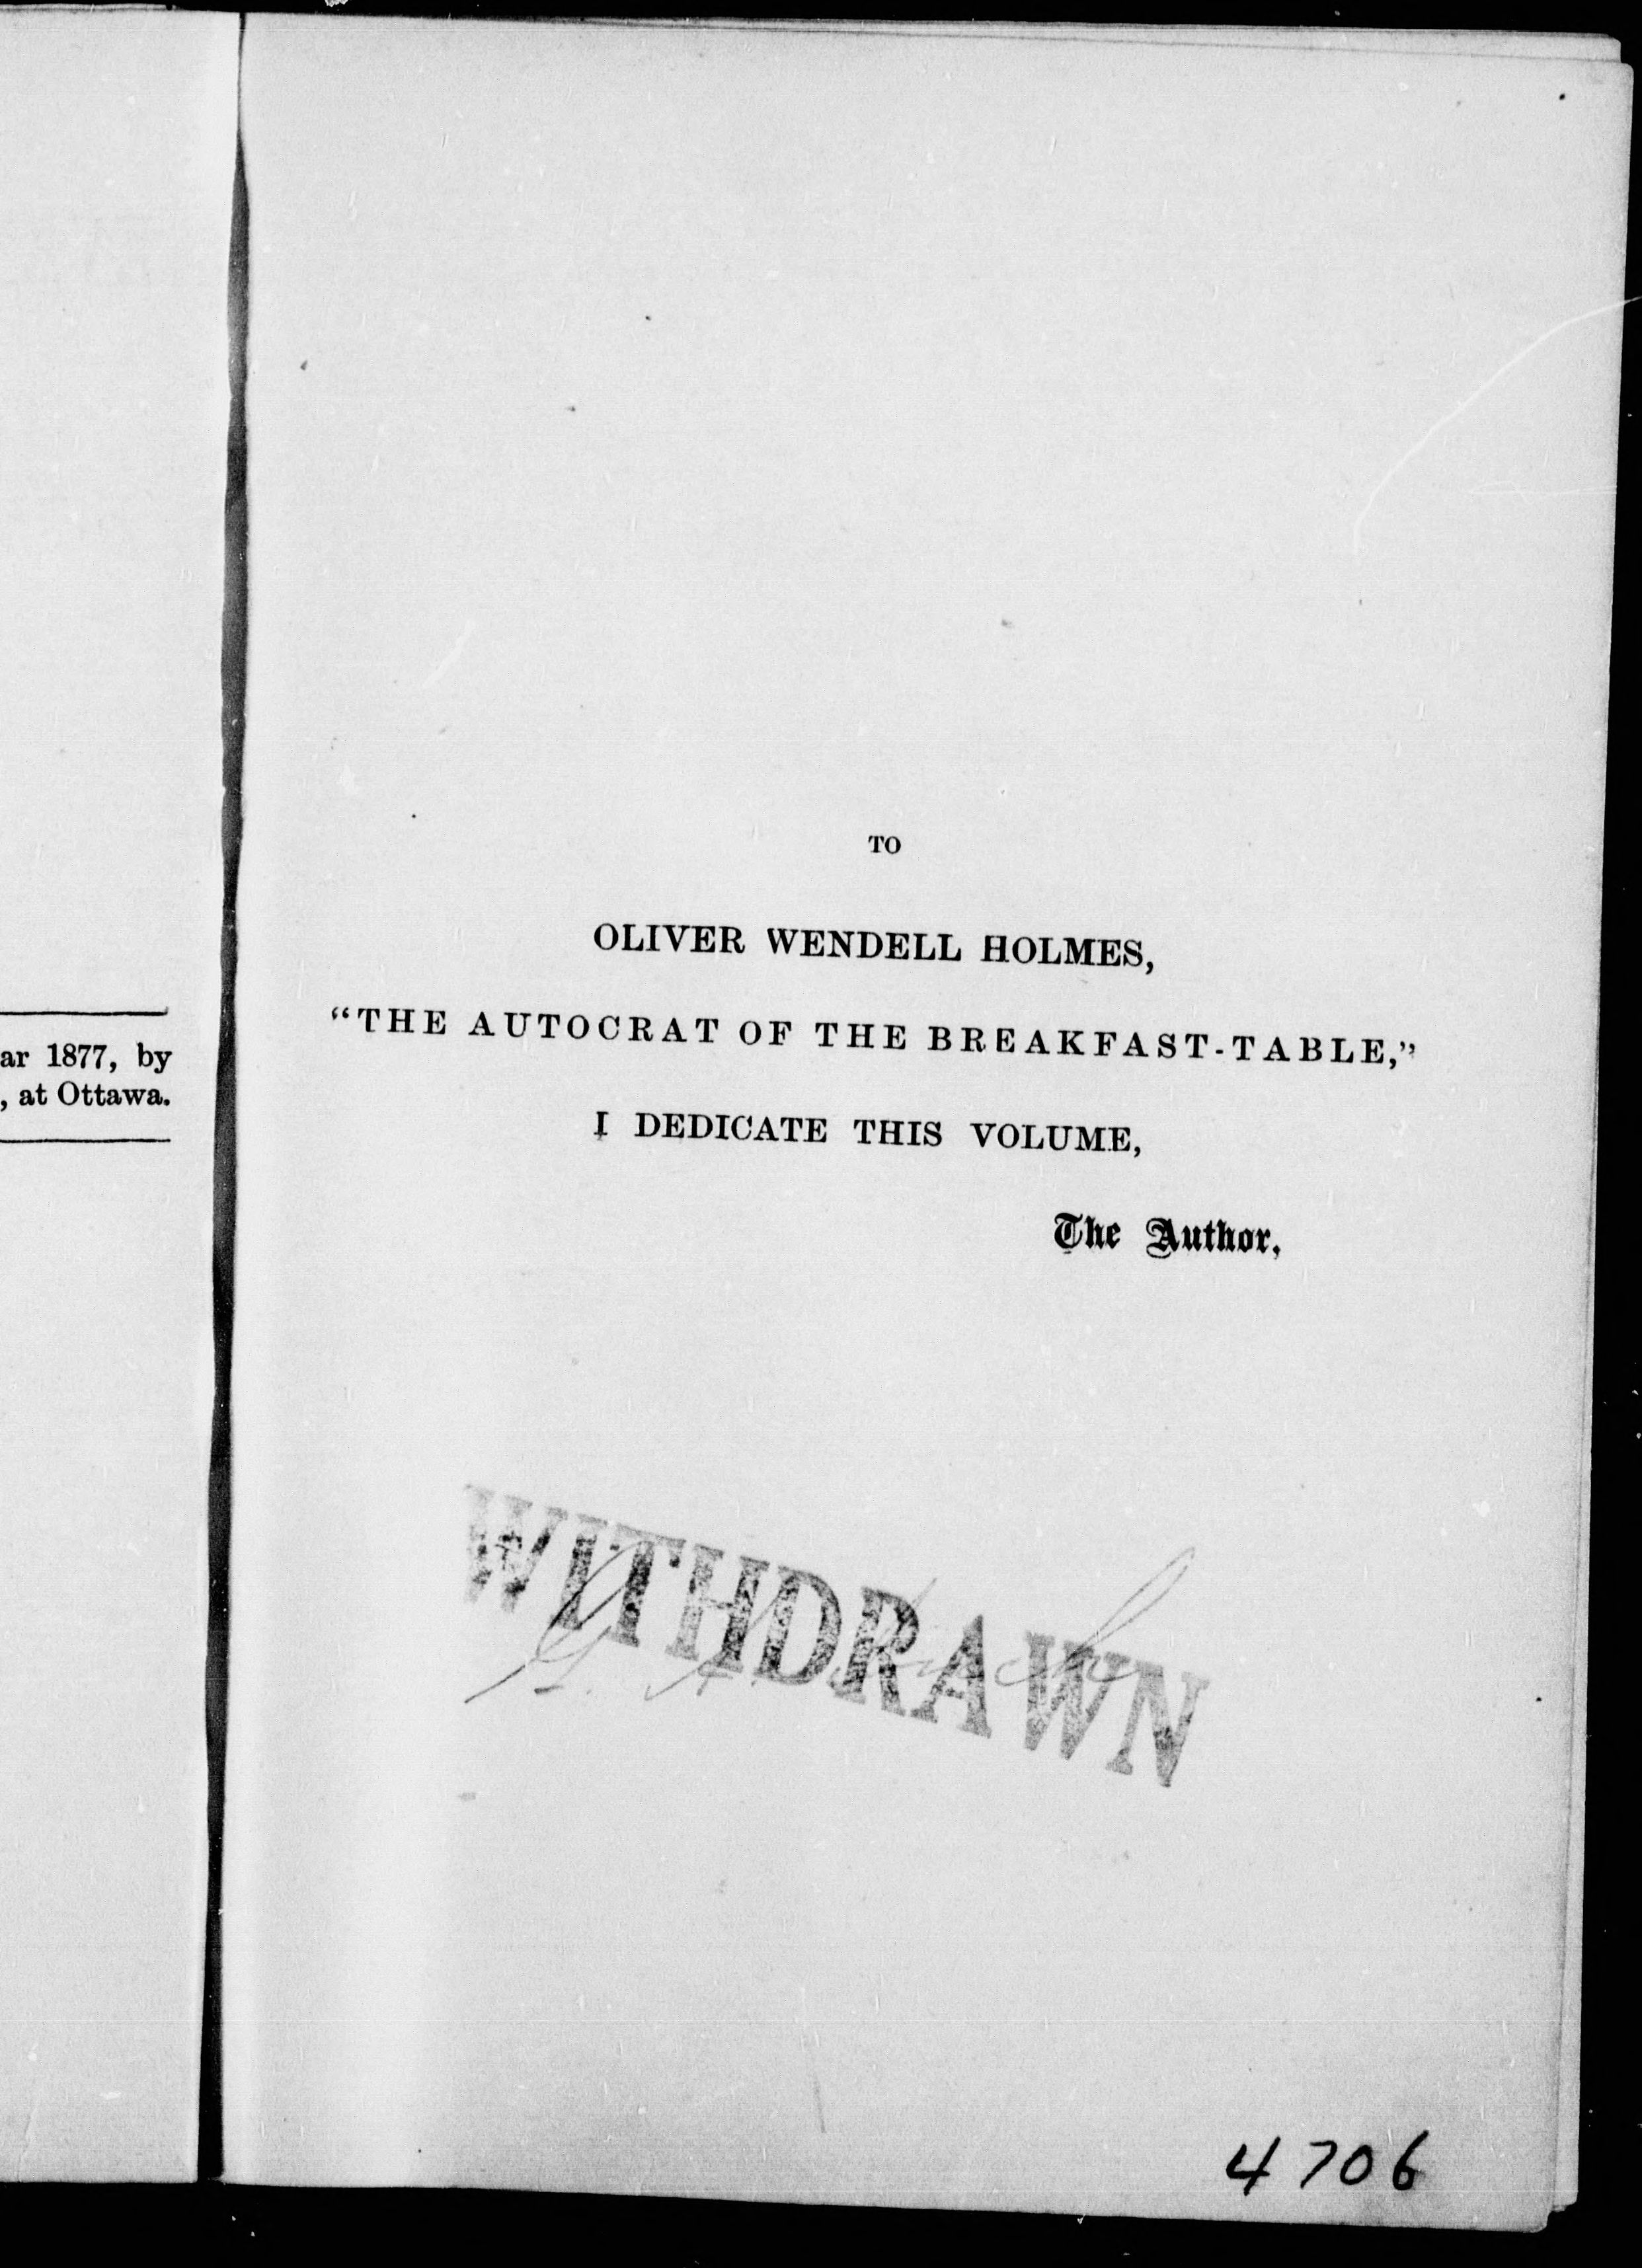 ar 1877, by
, at Ottawa.
TO
OLIVER WENDELL HOLMES,
“THE AUTOCRAT OF THE BREAKFAST-TABLE,”
I DEDICATE THIS VOLUME,
The Author.
WITHDRAWN
4706